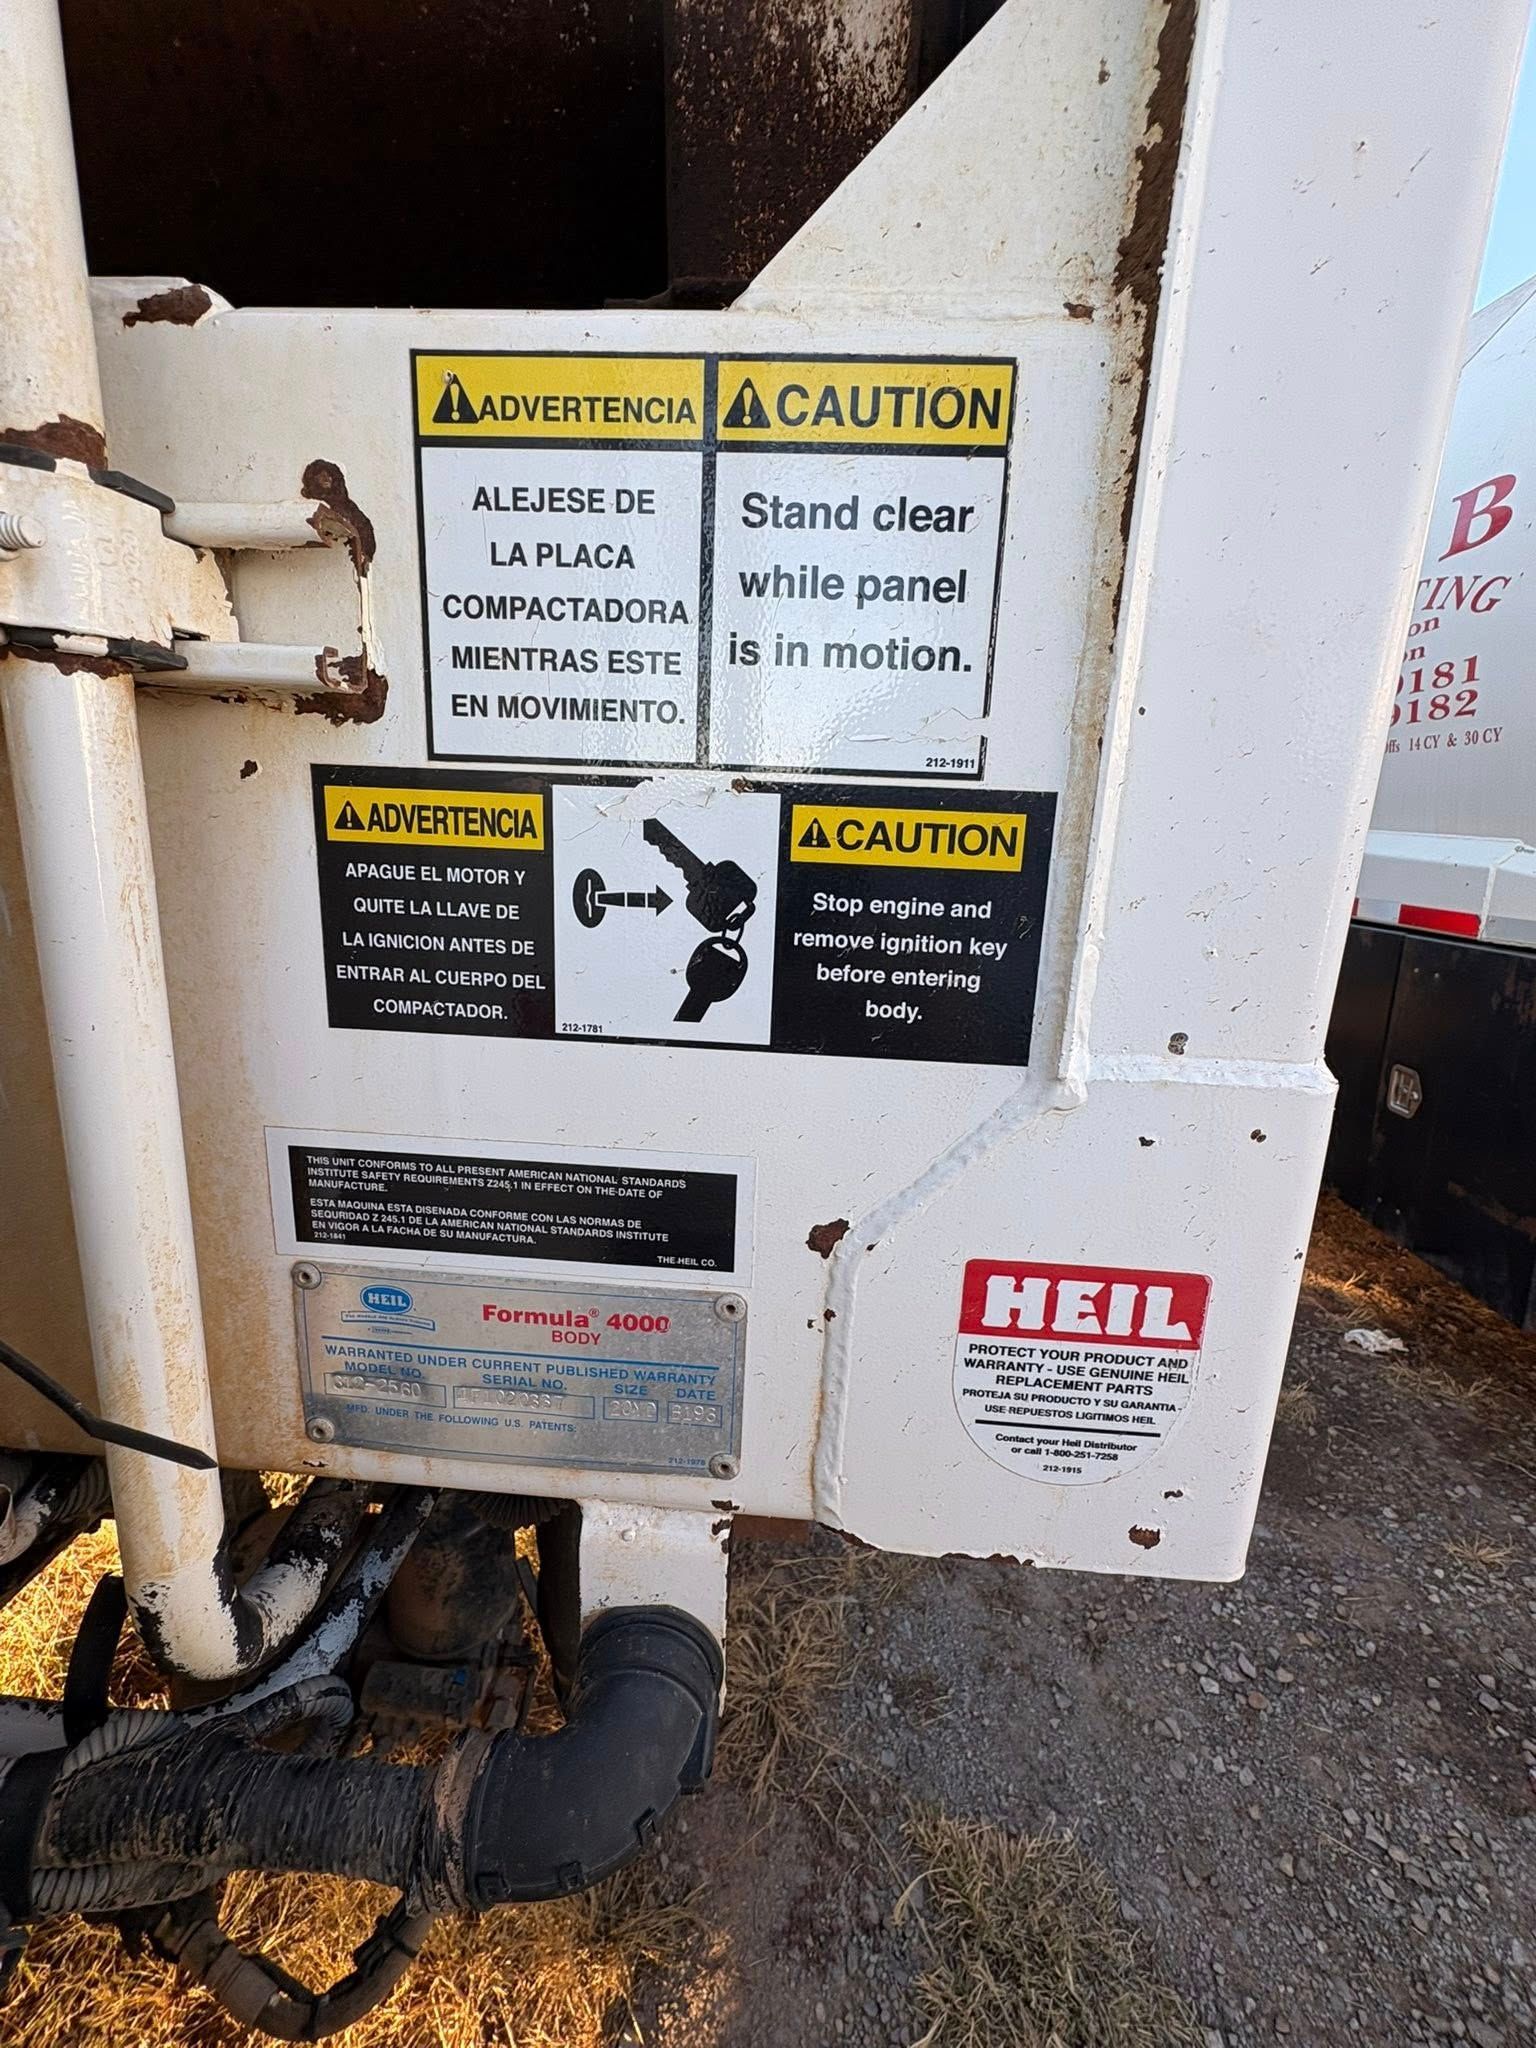 ADVERTENCIA
ALEJESE DE
LA PLACA
COMPACTADORA
MIENTRAS ESTE
EN MOVIMIENTO.
CAUTION
Stand clear
while panel
is in motion.
212-1911
ADVERTENCIA
APAGUE EL MOTOR Y
QUITE LA LLAVE DE
LA IGNICION ANTES DE
ENTRAR AL CUERPO DEL
COMPACTADOR.
212-1781
CAUTION
Stop engine and
remove ignition key
before entering
body.
THIS UNIT CONFORMS TO ALL PRESENT AMERICAN NATIONAL STANDARDS
INSTITUTE SAFETY REQUIREMENTS Z245.1 IN EFFECT ON THE DATE OF
MANUFACTURE.
ESTA MAQUINA ESTA DISENADA CONFORME CON LAS NORMAS DE
SEQURIDAD Z 245.1 DE LA AMERICAN NATIONAL STANDARDS INSTITUTE
EN VIGOR A LA FACHA DE SU MANUFACTURA.
212-1841
THE HEIL CO.
HEIL
Formula® 4000
BODY
WARRANTED UNDER CURRENT PUBLISHED WARRANTY
MODEL NO. SERIAL NO. SIZE DATE
MFD. UNDER THE FOLLOWING U.S. PATENTS:
212-1978
HEIL
PROTECT YOUR PRODUCT AND
WARRANTY - USE GENUINE HEIL
REPLACEMENT PARTS
PROTEJA SU PRODUCTO Y SU GARANTIA-
USE REPUESTOS LIGITIMOS HEIL
Contact your Heil Distributor
or call 1-800-251-7258
212-1915
B
TING
on
on
9181
9182
14 CY & 30 CY